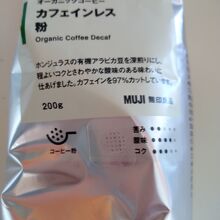 オーガニックコーヒー
カフェインレス
粉
Organic Coffee Decaf
ホンジュラスの有機アラビカ豆を深煎りにし、
程よいコクとさわやかな酸味のある味わいに
仕あげました。カフェインを97%カットしています。
200g
MUJI 無印良品
コーヒー粉
苦み
酸味
コク